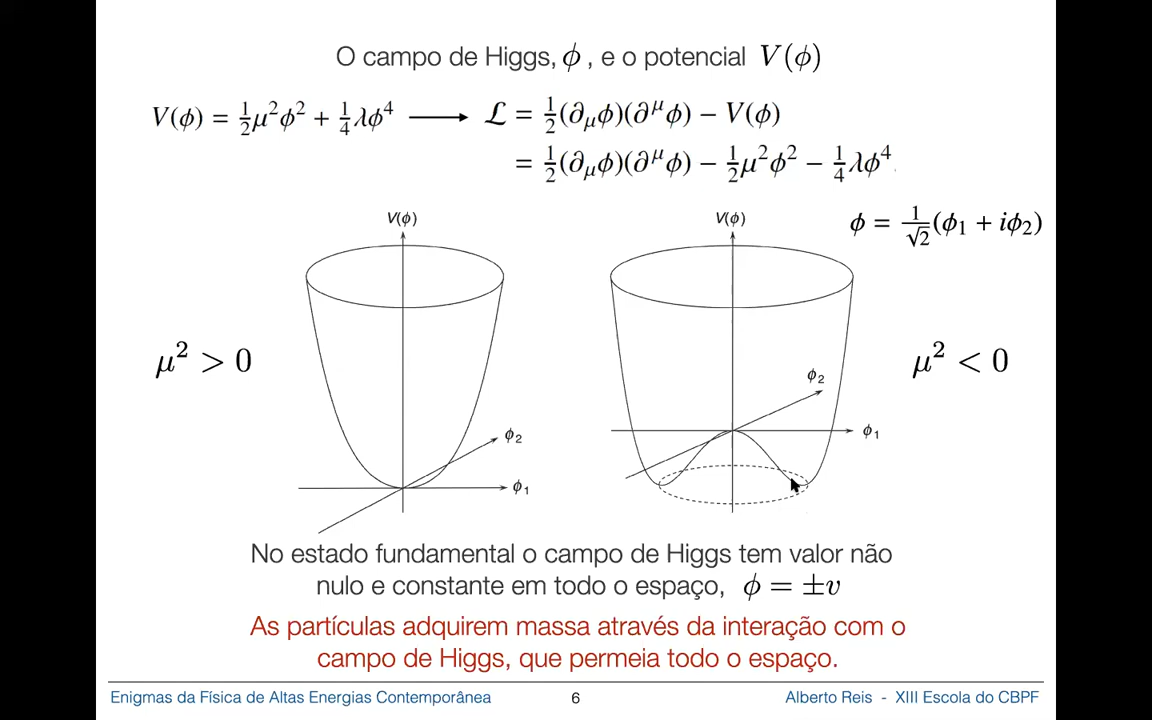 O campo de Higgs, ϕ , e o potencial V(ϕ)
V(ϕ) = ½μ²ϕ² + ¼λϕ⁴ ⟶ ℒ = ½(∂_μϕ)(∂^μϕ) − V(ϕ)
= ½(∂_μϕ)(∂^μϕ) − ½μ²ϕ² − ¼λϕ⁴
ϕ = 1/√2 (ϕ₁ + iϕ₂)
V(ϕ)
V(ϕ)
μ² > 0
μ² < 0
ϕ₂
ϕ₁
ϕ₂
ϕ₁
No estado fundamental o campo de Higgs tem valor não
nulo e constante em todo o espaço, ϕ = ±v
As partículas adquirem massa através da interação com o
campo de Higgs, que permeia todo o espaço.
Enigmas da Física de Altas Energias Contemporânea 6 Alberto Reis - XIII Escola do CBPF